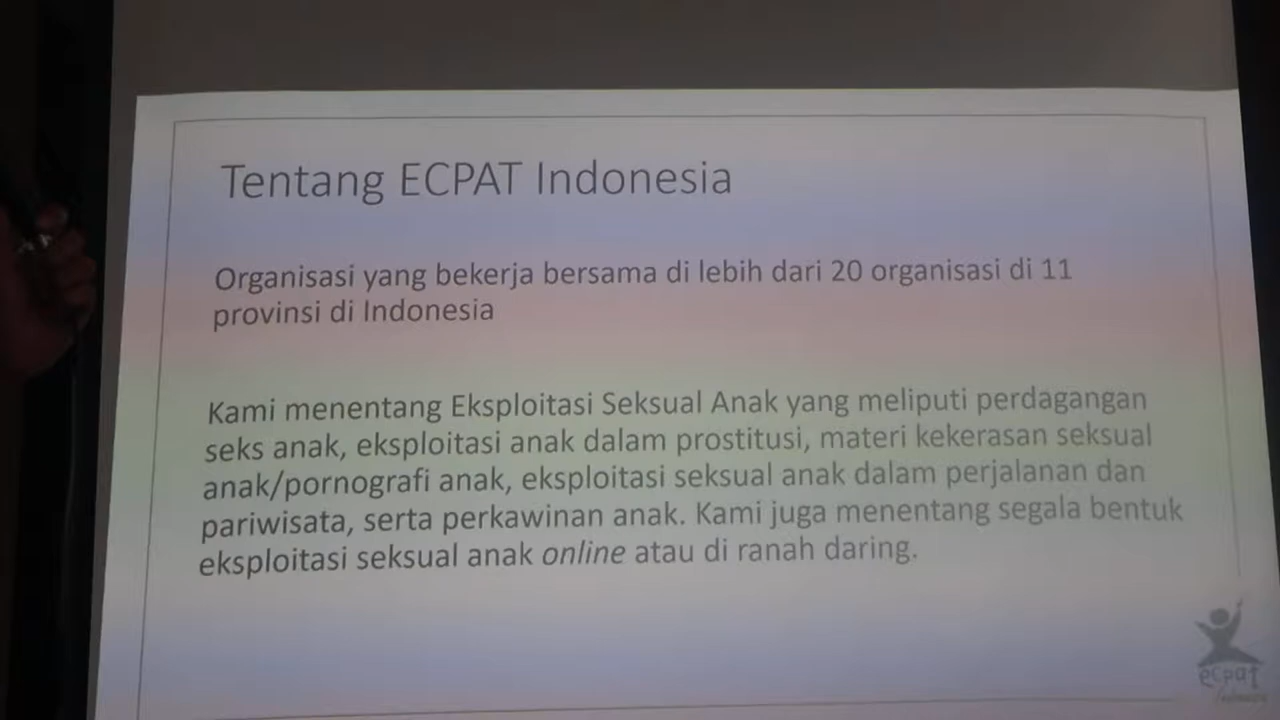 Tentang ECPAT Indonesia
Organisasi yang bekerja bersama di lebih dari 20 organisasi di 11
provinsi di Indonesia
Kami menentang Eksploitasi Seksual Anak yang meliputi perdagangan
seks anak, eksploitasi anak dalam prostitusi, materi kekerasan seksual
anak/pornografi anak, eksploitasi seksual anak dalam perjalanan dan
pariwisata, serta perkawinan anak. Kami juga menentang segala bentuk
eksploitasi seksual anak online atau di ranah daring.
ecpat
Indonesia